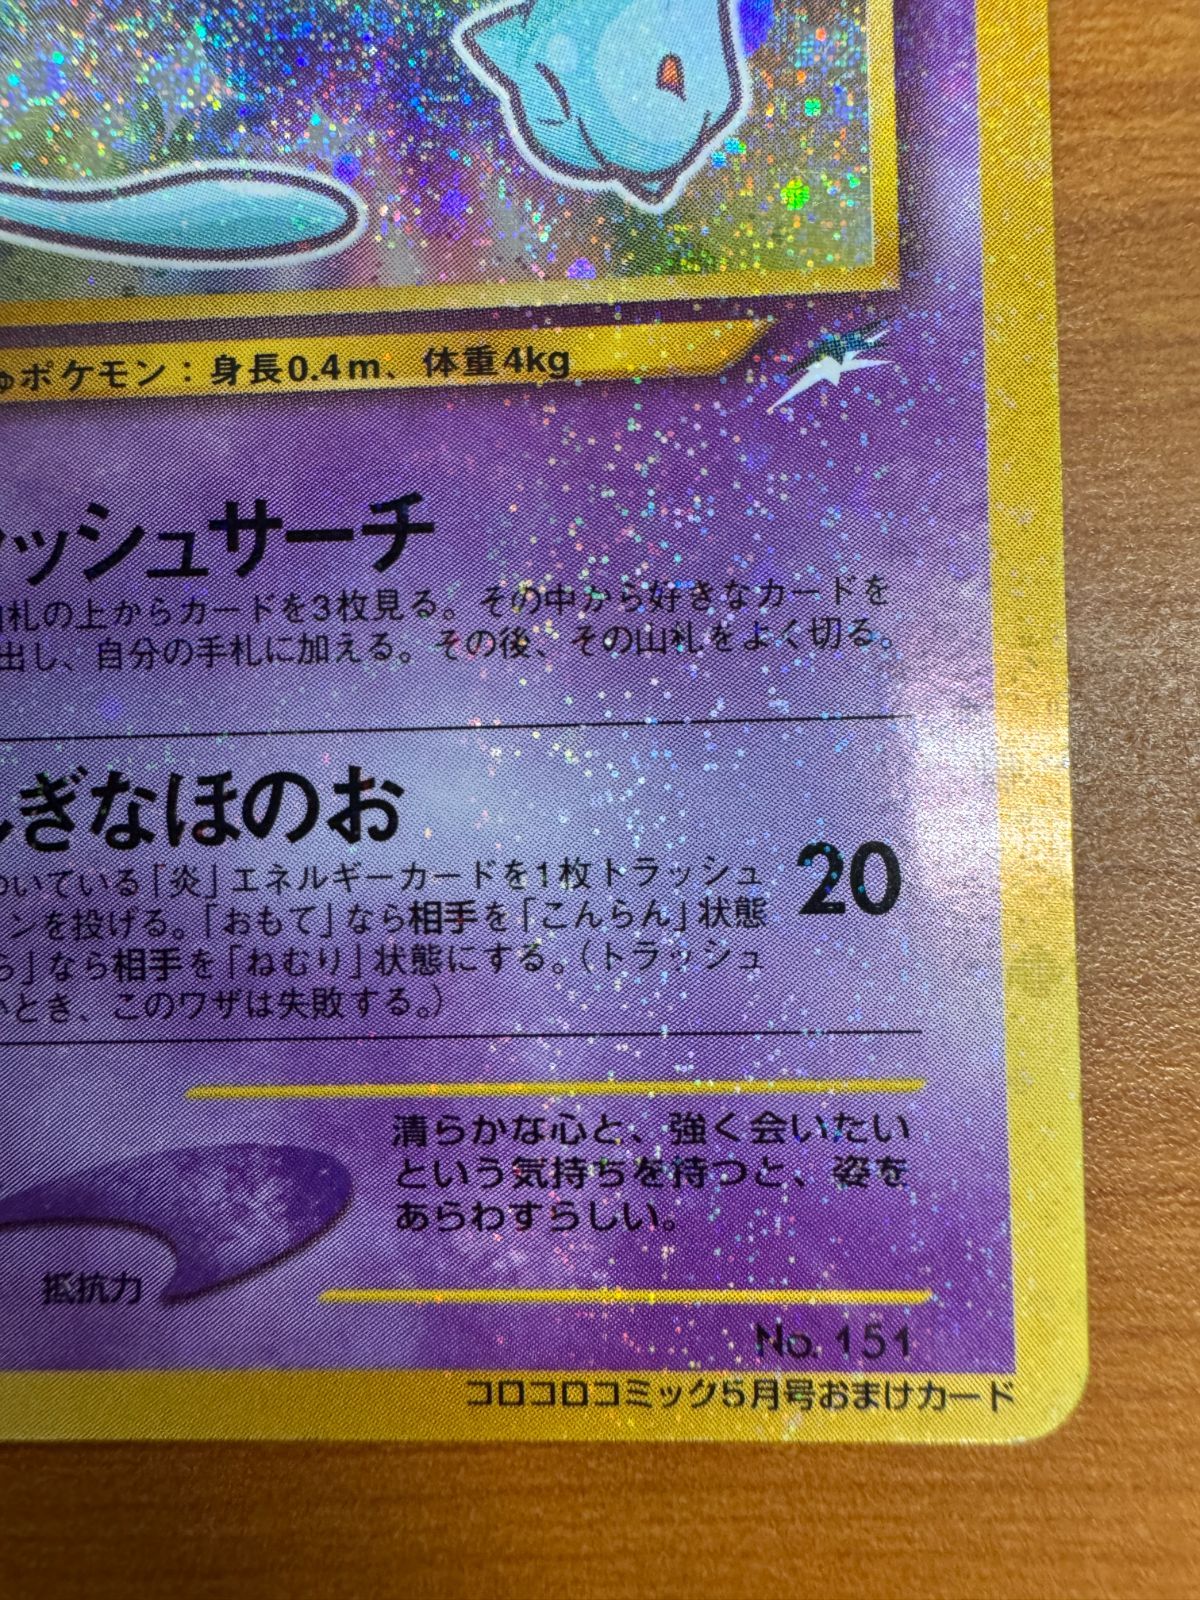 ゅポケモン：身長0.4m、体重4kg
ッシュサーチ
札の上からカードを3枚見る。その中から好きなカードを
出し、自分の手札に加える。その後、その山札をよく切る。
ぎなほのお
ついている「炎」エネルギーカードを1枚トラッシュ
ンを投げる。「おもて」なら相手を「こんらん」状態
ら」なら相手を「ねむり」状態にする。（トラッシュ
いとき、このワザは失敗する。）
20
清らかな心と、強く会いたい
という気持ちを持つと、姿を
あらわすらしい。
抵抗力
No.151
コロコロコミック5月号おまけカード